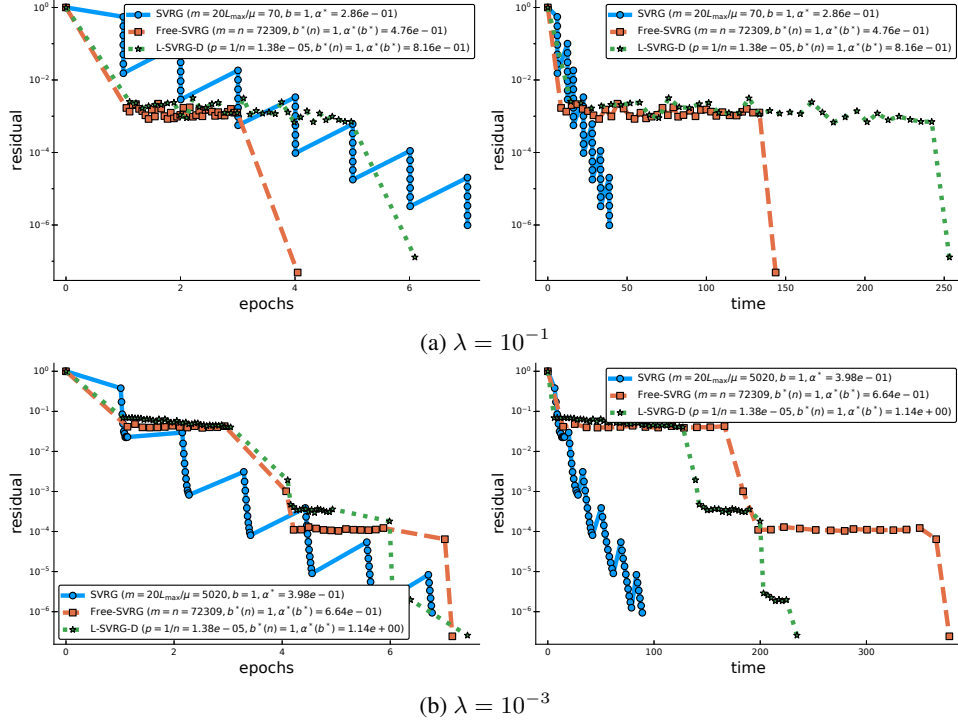 SVRG (m = 20L_max/μ = 70, b = 1, α* = 2.86e − 01)
Free-SVRG (m = n = 72309, b*(n) = 1, α*(b*) = 4.76e − 01)
L-SVRG-D (p = 1/n = 1.38e − 05, b*(n) = 1, α*(b*) = 8.16e − 01)
10^0
10^-2
10^-4
10^-6
residual
0 2 4 6
epochs
SVRG (m = 20L_max/μ = 70, b = 1, α* = 2.86e − 01)
Free-SVRG (m = n = 72309, b*(n) = 1, α*(b*) = 4.76e − 01)
L-SVRG-D (p = 1/n = 1.38e − 05, b*(n) = 1, α*(b*) = 8.16e − 01)
10^0
10^-2
10^-4
10^-6
residual
0 50 100 150 200 250
time
(a) λ = 10^-1
10^0
10^-1
10^-2
10^-3
10^-4
10^-5
10^-6
residual
SVRG (m = 20L_max/μ = 5020, b = 1, α* = 3.98e − 01)
Free-SVRG (m = n = 72309, b*(n) = 1, α*(b*) = 6.64e − 01)
L-SVRG-D (p = 1/n = 1.38e − 05, b*(n) = 1, α*(b*) = 1.14e + 00)
0 2 4 6
epochs
SVRG (m = 20L_max/μ = 5020, b = 1, α* = 3.98e − 01)
Free-SVRG (m = n = 72309, b*(n) = 1, α*(b*) = 6.64e − 01)
L-SVRG-D (p = 1/n = 1.38e − 05, b*(n) = 1, α*(b*) = 1.14e + 00)
10^0
10^-1
10^-2
10^-3
10^-4
10^-5
10^-6
residual
0 100 200 300
time
(b) λ = 10^-3